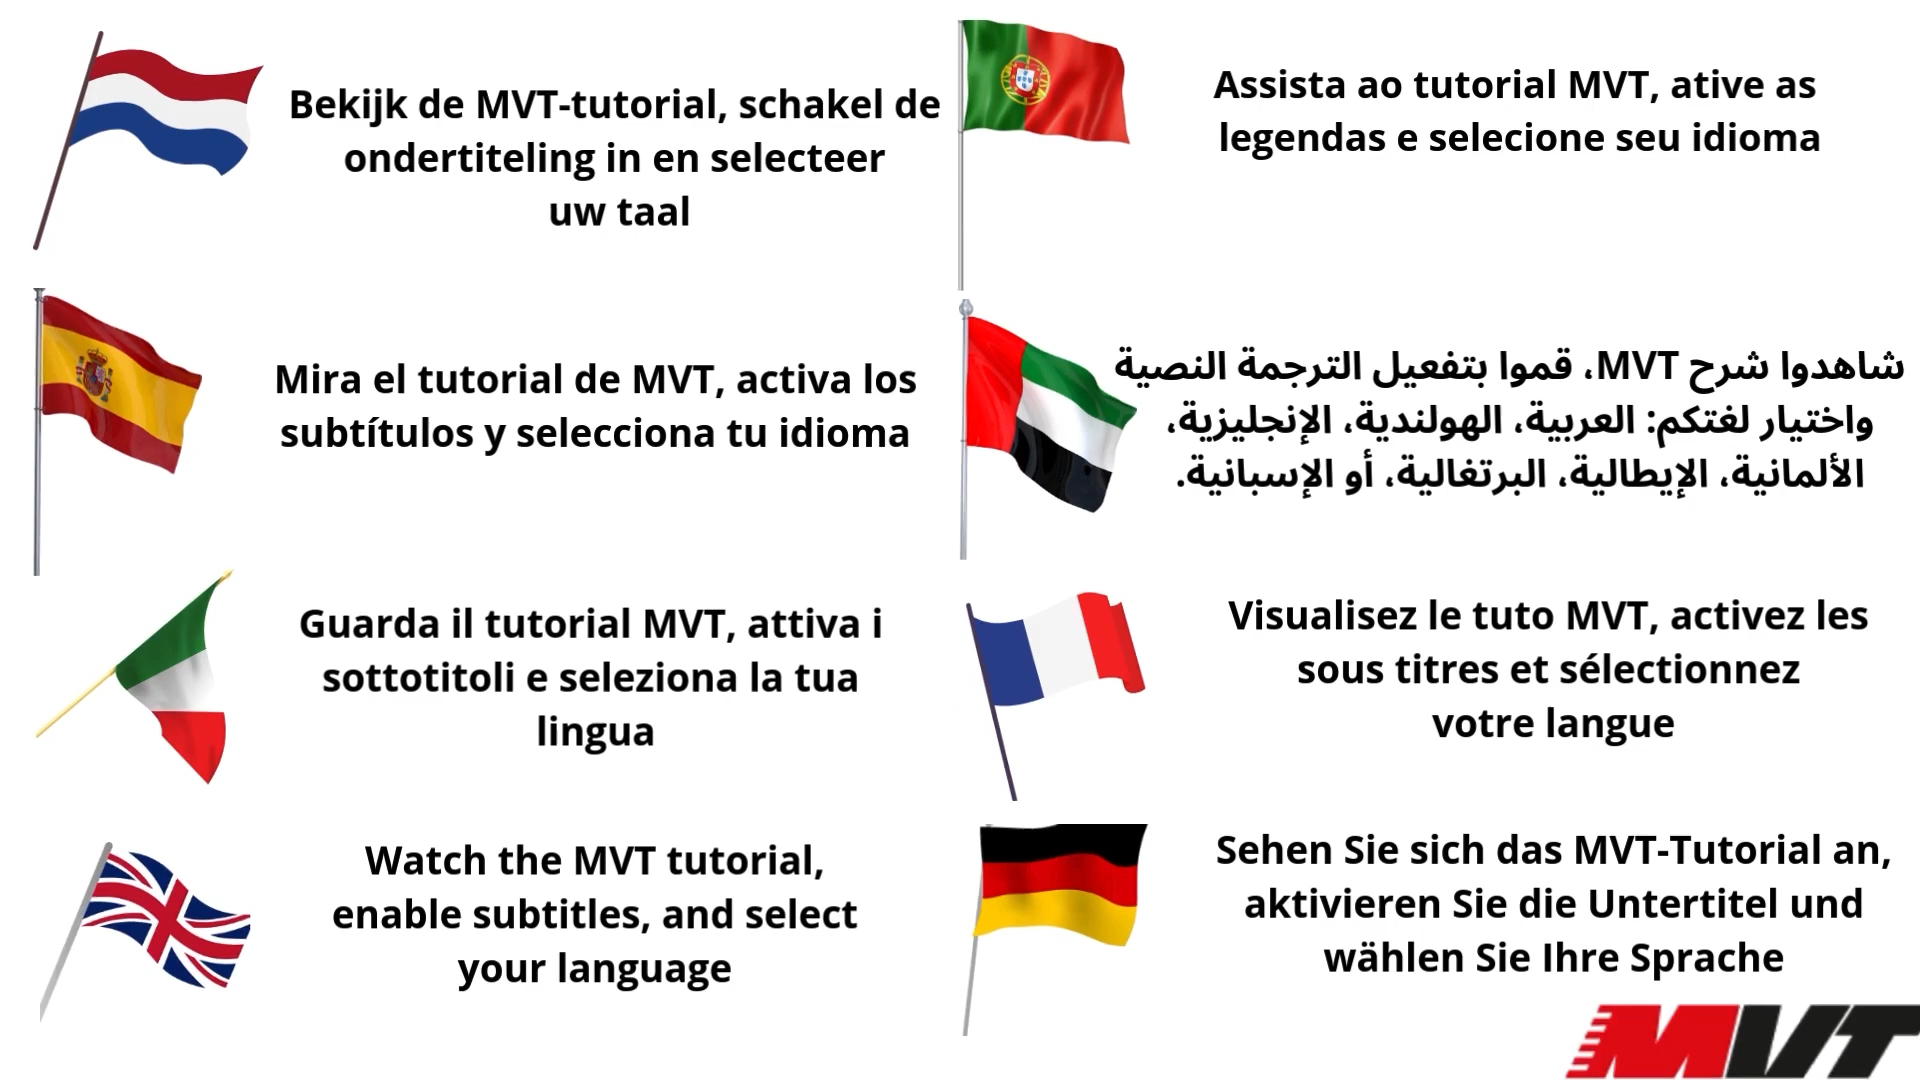 Bekijk de MVT-tutorial, schakel de
ondertiteling in en selecteer
uw taal
Assista ao tutorial MVT, ative as
legendas e selecione seu idioma
Mira el tutorial de MVT, activa los
subtítulos y selecciona tu idioma
شاهدوا شرح MVT، قموا بتفعيل الترجمة النصية
واختيار لغتكم: العربية، الهولندية، الإنجليزية،
الألمانية، الإيطالية، البرتغالية، أو الإسبانية.
Guarda il tutorial MVT, attiva i
sottotitoli e seleziona la tua
lingua
Visualisez le tuto MVT, activez les
sous titres et sélectionnez
votre langue
Watch the MVT tutorial,
enable subtitles, and select
your language
Sehen Sie sich das MVT-Tutorial an,
aktivieren Sie die Untertitel und
wählen Sie Ihre Sprache
MVT